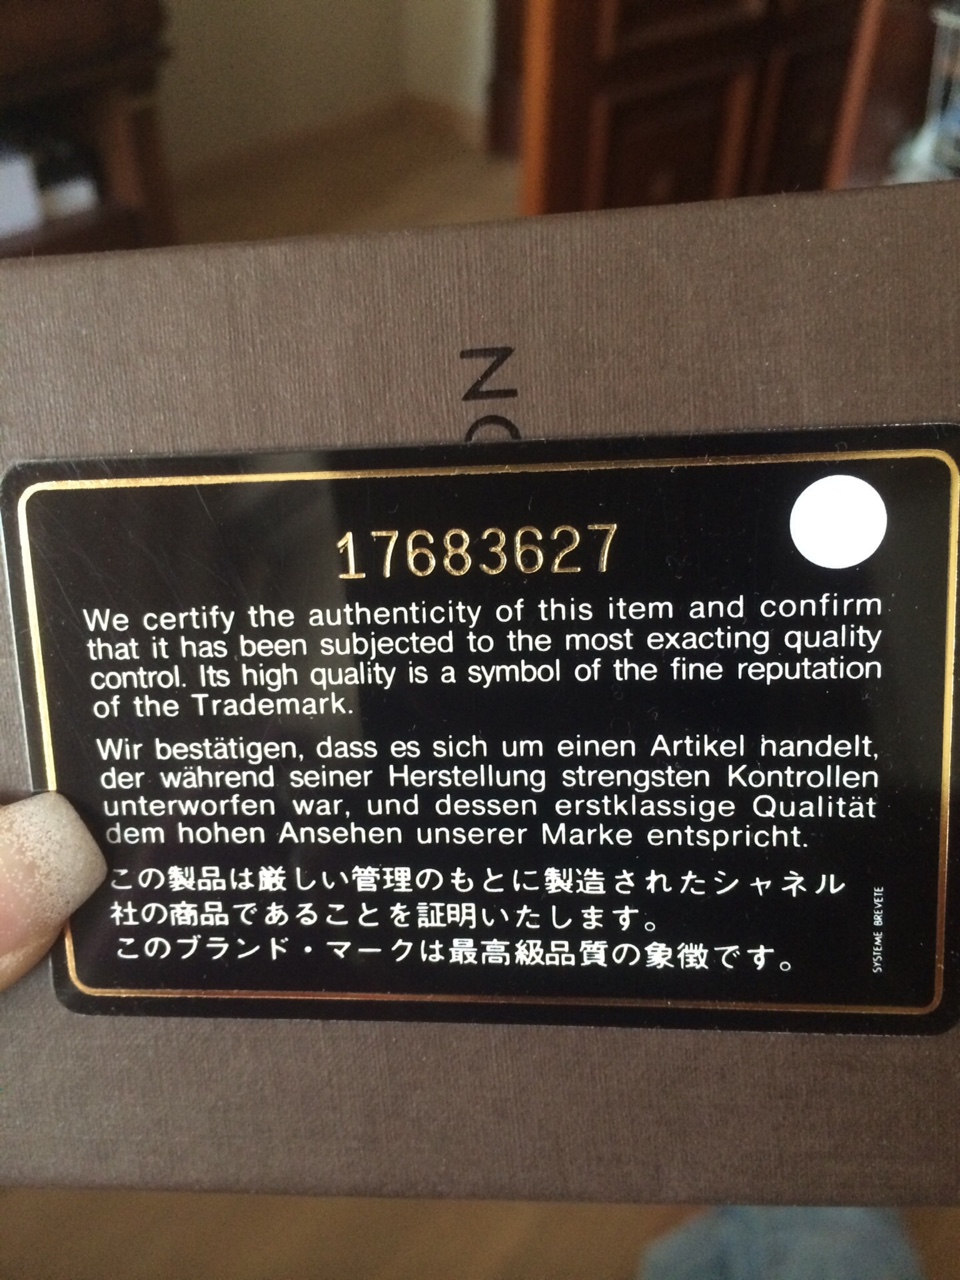 ON
17683627
We certify the authenticity of this item and confirm
that it has been subjected to the most exacting quality
control. Its high quality is a symbol of the fine reputation
of the Trademark.
Wir bestätigen, dass es sich um einen Artikel handelt,
der während seiner Herstellung strengsten Kontrollen
unterworfen war, und dessen erstklassige Qualität
dem hohen Ansehen unserer Marke entspricht.
この製品は厳しい管理のもとに製造されたシャネル
社の商品であることを証明いたします。
このブランド・マークは最高級品質の象徴です。
SYSTEME BREVETE